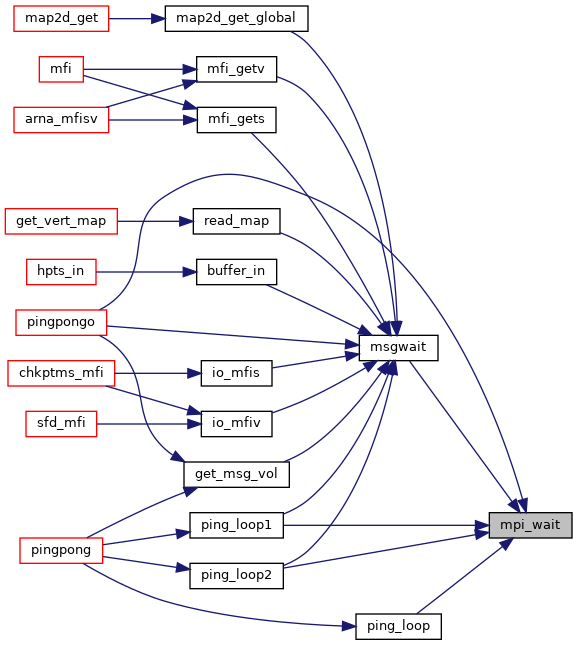 map2d_get
map2d_get_global
mfi
mfi_getv
arna_mfisv
mfi_gets
get_vert_map
read_map
hpts_in
buffer_in
pingpongo
msgwait
chkptms_mfi
io_mfis
sfd_mfi
io_mfiv
get_msg_vol
ping_loop1
mpi_wait
pingpong
ping_loop2
ping_loop